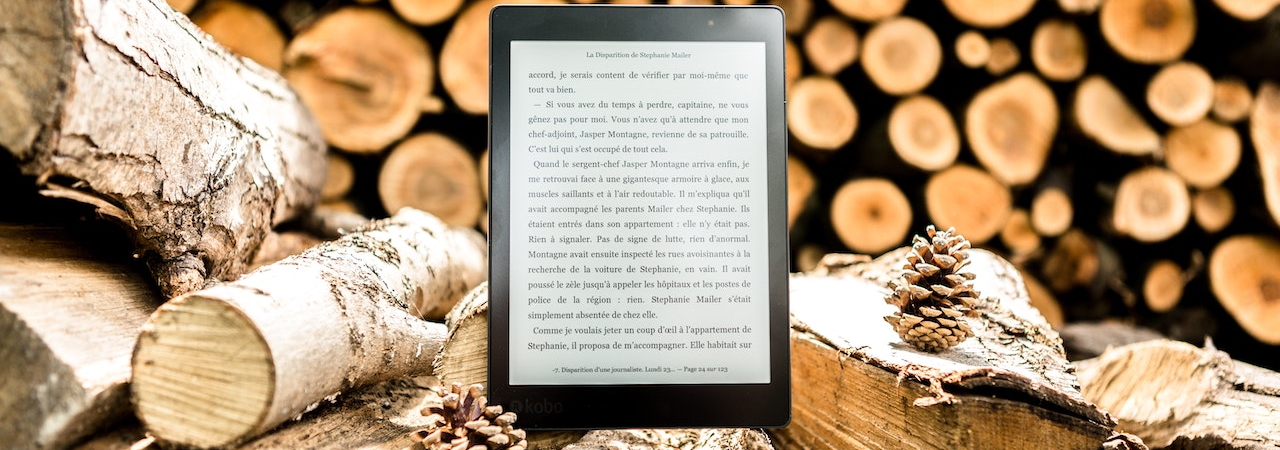 La Disparition de Stephanie Mailer
accord, je serais content de vérifier par moi-même que
tout va bien.
— Si vous avez du temps à perdre, capitaine, ne vous
gênez pas pour moi. Vous n'avez qu'à attendre que mon
chef-adjoint, Jasper Montagne, revienne de sa patrouille.
C'est lui qui s'est occupé de tout cela.
Quand le sergent-chef Jasper Montagne arriva enfin, je
me retrouvai face à une gigantesque armoire à glace, aux
muscles saillants et à l'air redoutable. Il m'expliqua qu'il
avait accompagné les parents Mailer chez Stephanie. Ils
étaient entrés dans son appartement : elle n'y était pas.
Rien à signaler. Pas de signe de lutte, rien d'anormal.
Montagne avait ensuite inspecté les rues avoisinantes à la
recherche de la voiture de Stephanie, en vain. Il avait
poussé le zèle jusqu'à appeler les hôpitaux et les postes de
police de la région : rien. Stephanie Mailer s'était
simplement absentée de chez elle.
Comme je voulais jeter un coup d'œil à l'appartement de
Stephanie, il proposa de m'accompagner. Elle habitait sur
-7. Disparition d'une journaliste. Lundi 23... — Page 24 sur 123
kobo